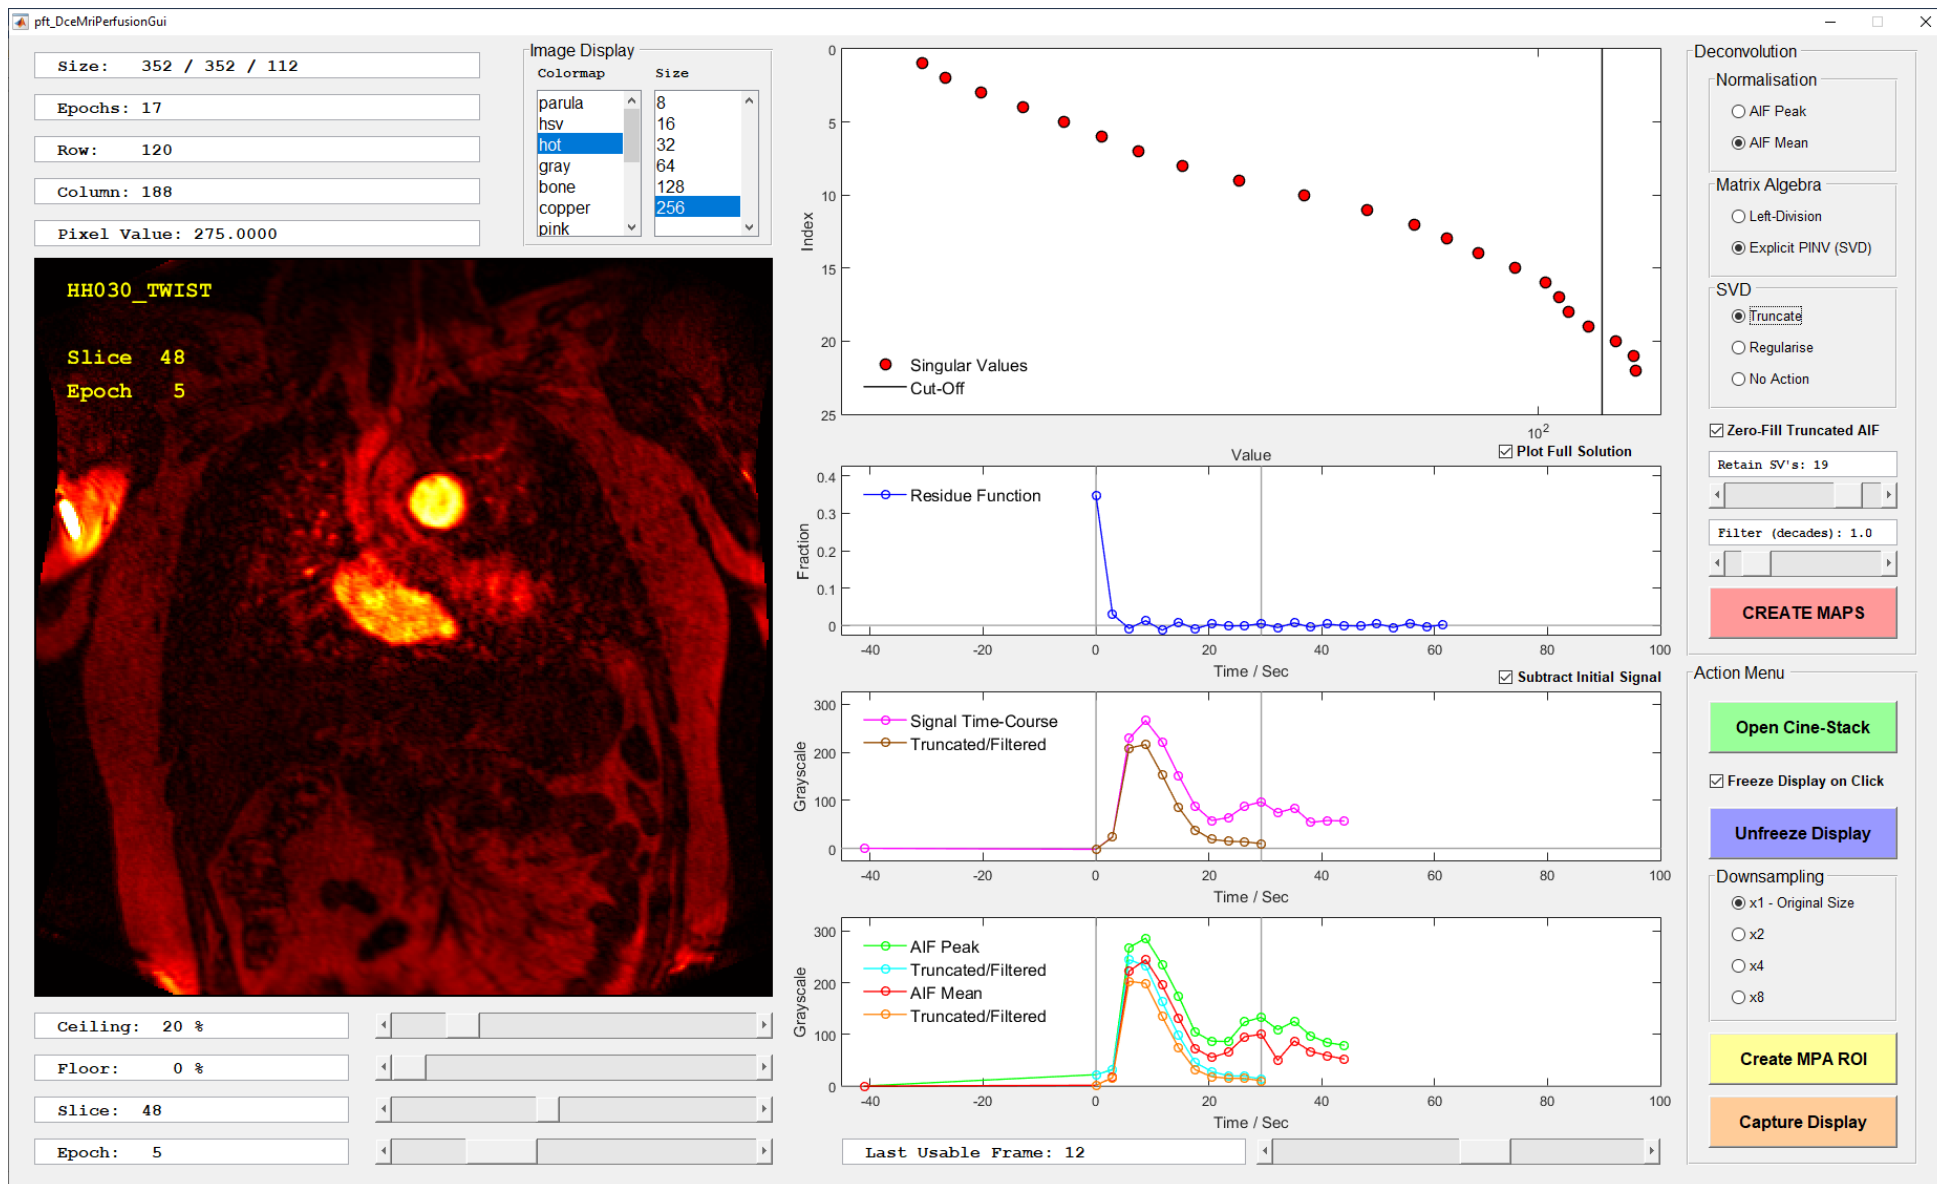 pft_DceMriPerfusionGui
Size: 352 / 352 / 112
Epochs: 17
Row: 120
Column: 188
Pixel Value: 275.0000
Image Display
Colormap Size
parula 8
hsv 16
hot 32
gray 64
bone 128
copper 256
pink
HH030_TWIST
Slice 48
Epoch 5
Ceiling: 20 %
Floor: 0 %
Slice: 48
Epoch: 5
0
5
10
15
20
25
Index
Singular Values
Cut-Off
10²
Value
Plot Full Solution
0.4
0.3
0.2
0.1
0
Fraction
Residue Function
-40 -20 0 20 40 60 80 100
Time / Sec
Subtract Initial Signal
300
200
100
0
Grayscale
Signal Time-Course
Truncated/Filtered
-40 -20 0 20 40 60 80 100
Time / Sec
300
200
100
0
Grayscale
AIF Peak
Truncated/Filtered
AIF Mean
Truncated/Filtered
-40 -20 0 20 40 60 80 100
Time / Sec
Last Usable Frame: 12
Deconvolution
Normalisation
AIF Peak
AIF Mean
Matrix Algebra
Left-Division
Explicit PINV (SVD)
SVD
Truncate
Regularise
No Action
Zero-Fill Truncated AIF
Retain SV's: 19
Filter (decades): 1.0
CREATE MAPS
Action Menu
Open Cine-Stack
Freeze Display on Click
Unfreeze Display
Downsampling
x1 - Original Size
x2
x4
x8
Create MPA ROI
Capture Display